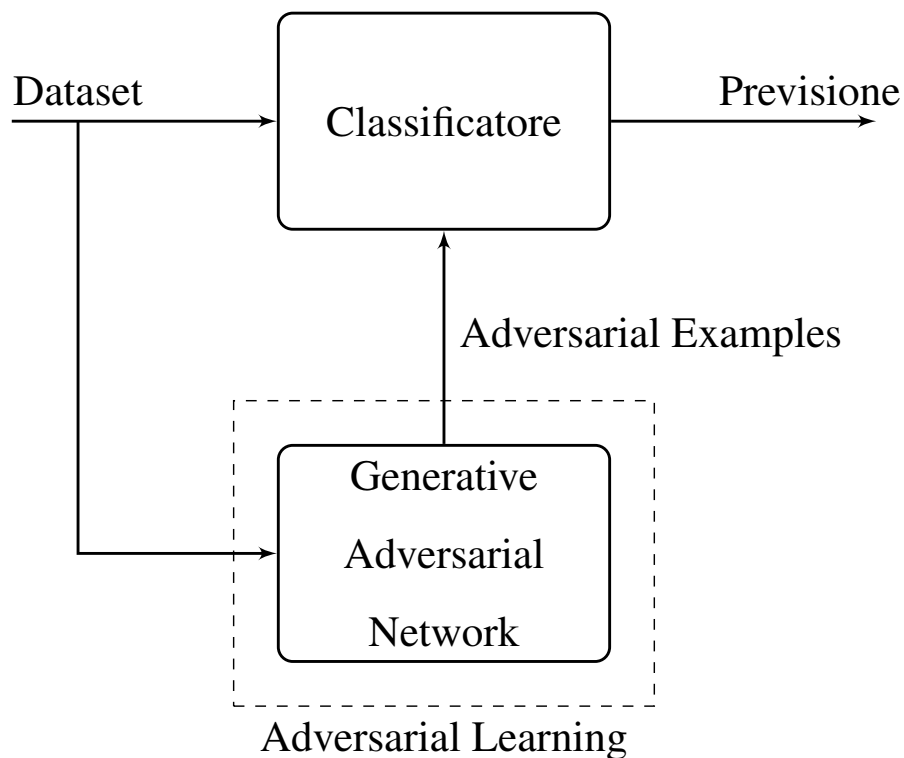 Dataset
Previsione
Classificatore
Adversarial Examples
Generative
Adversarial
Network
Adversarial Learning